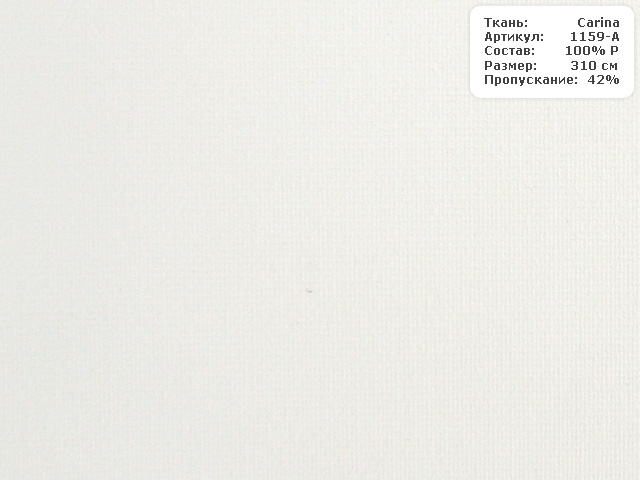 Ткань: Carina
Артикул: 1159-A
Состав: 100% P
Размер: 310 см
Пропускание: 42%